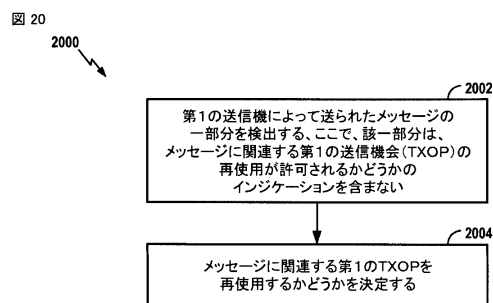 図 20
2000
2002
第1の送信機によって送られたメッセージの
一部分を検出する、ここで、該一部分は、
メッセージに関連する第1の送信機会(TXOP)の
再使用が許可されるかどうかの
インジケーションを含まない
2004
メッセージに関連する第1のTXOPを
再使用するかどうかを決定する